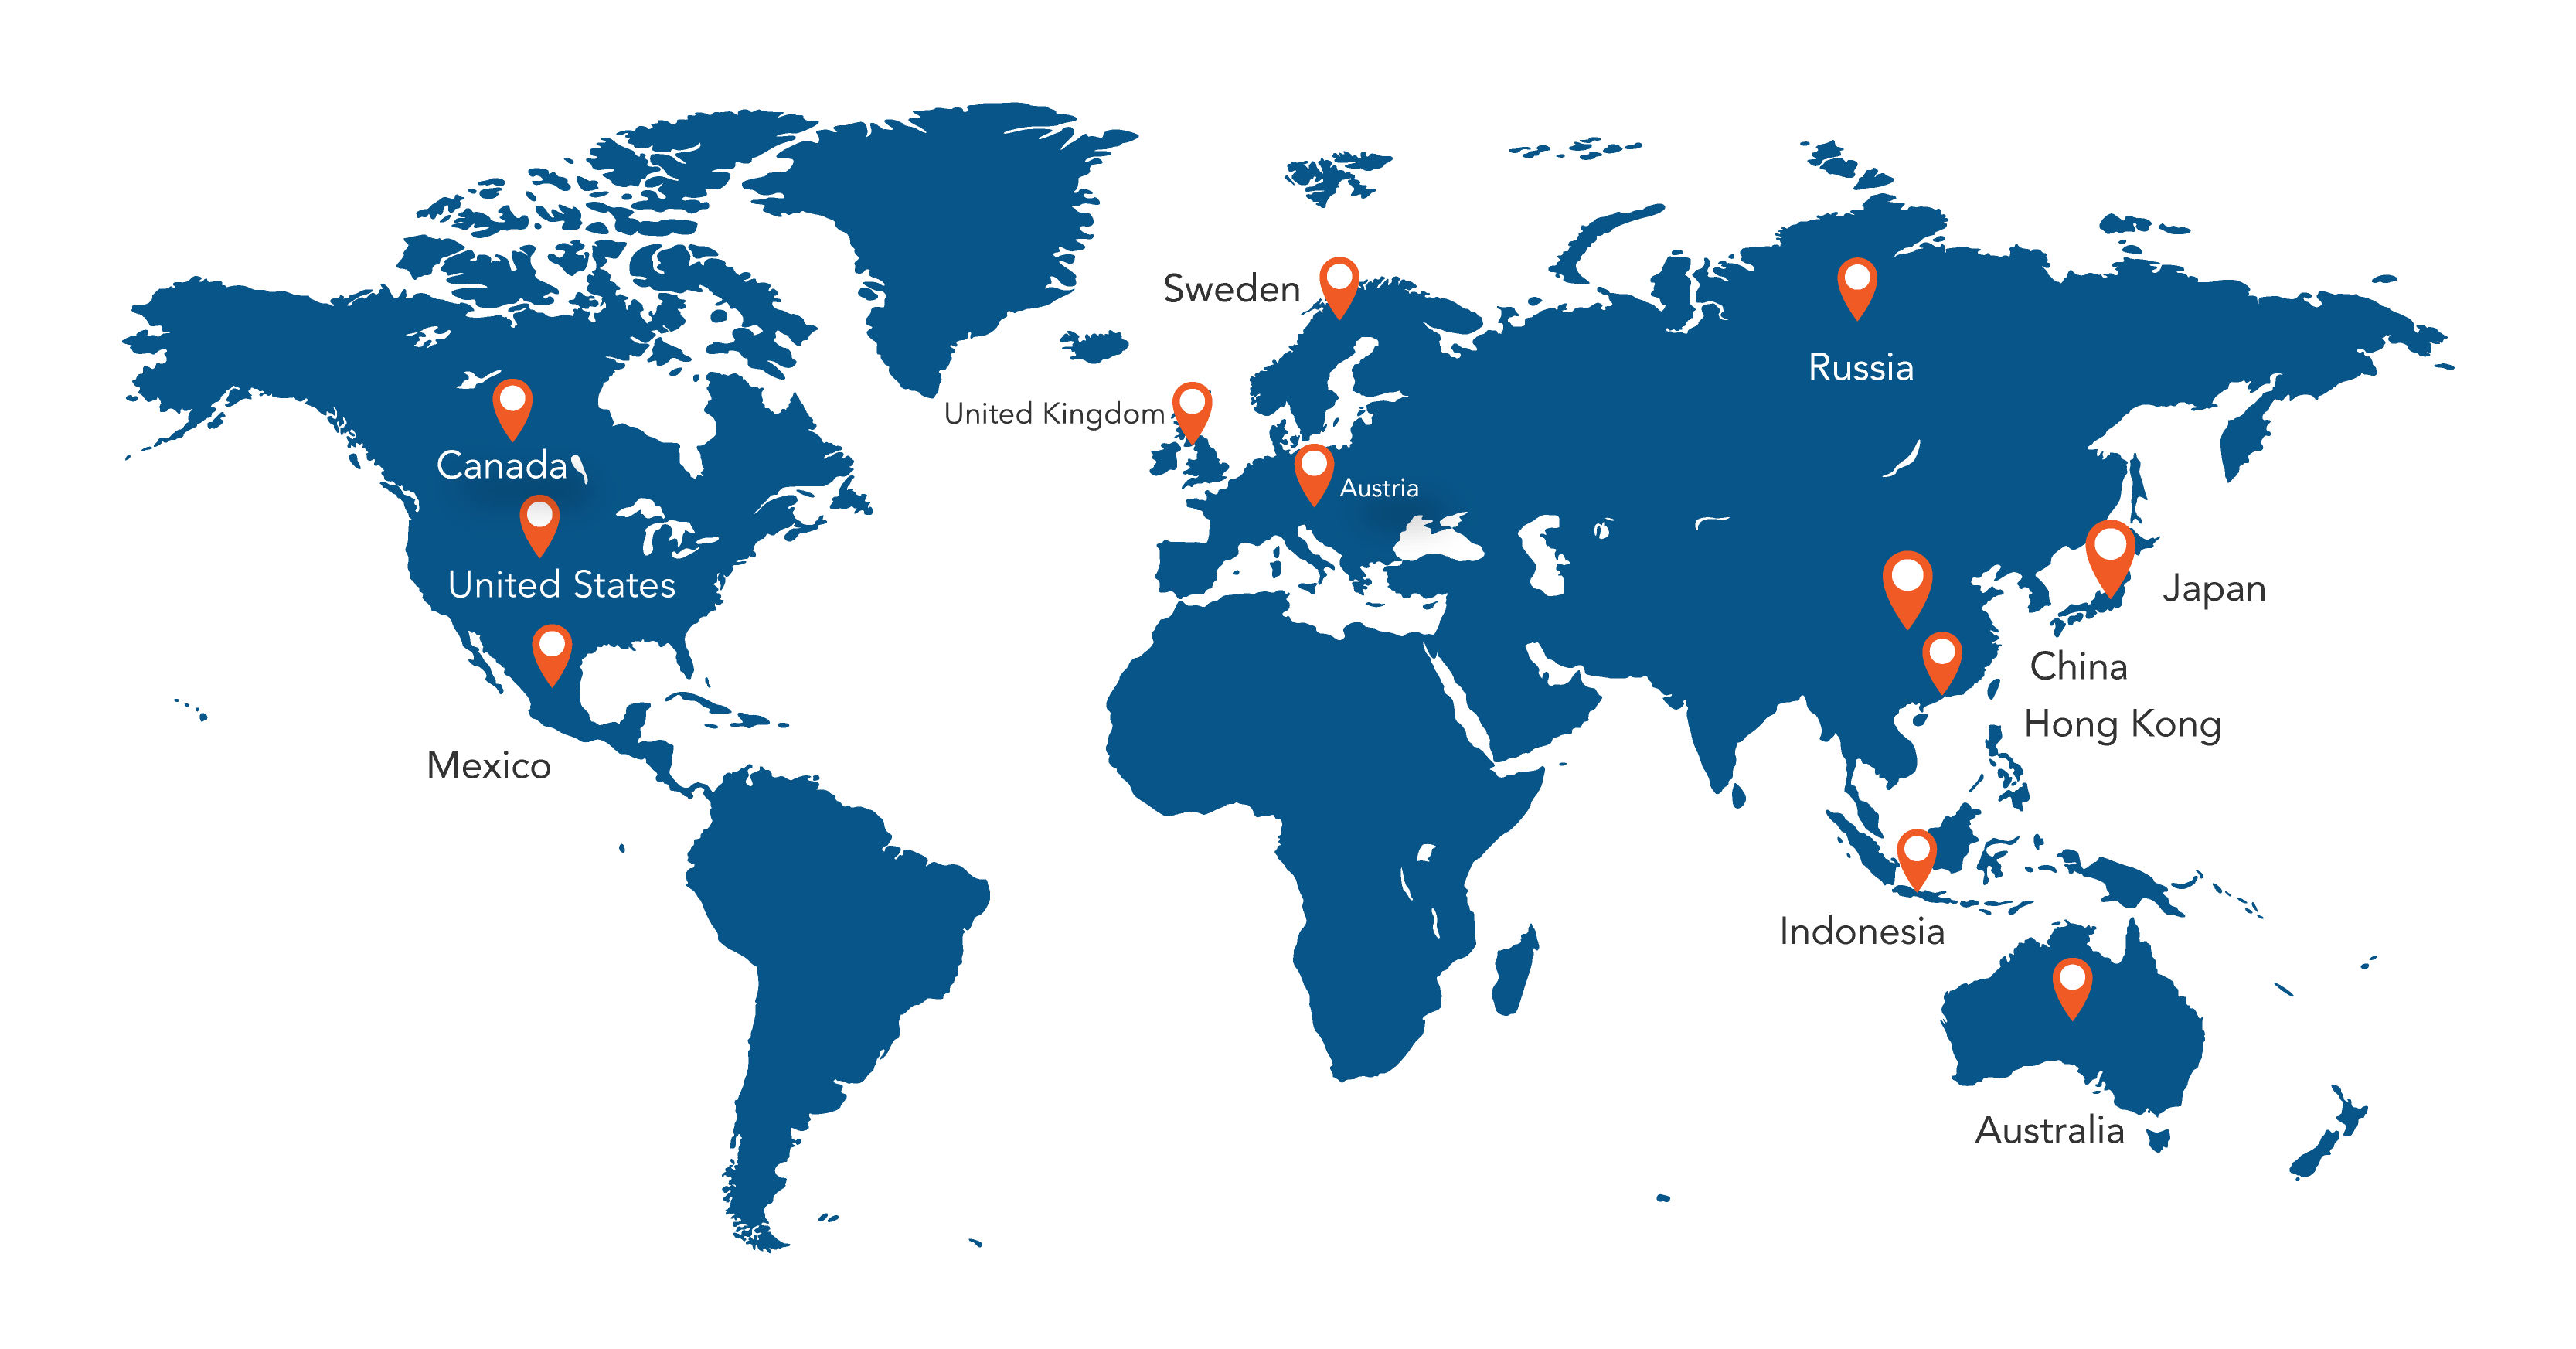 Sweden
Russia
United Kingdom
Canada
Austria
United States
Japan
China
Hong Kong
Mexico
Indonesia
Australia